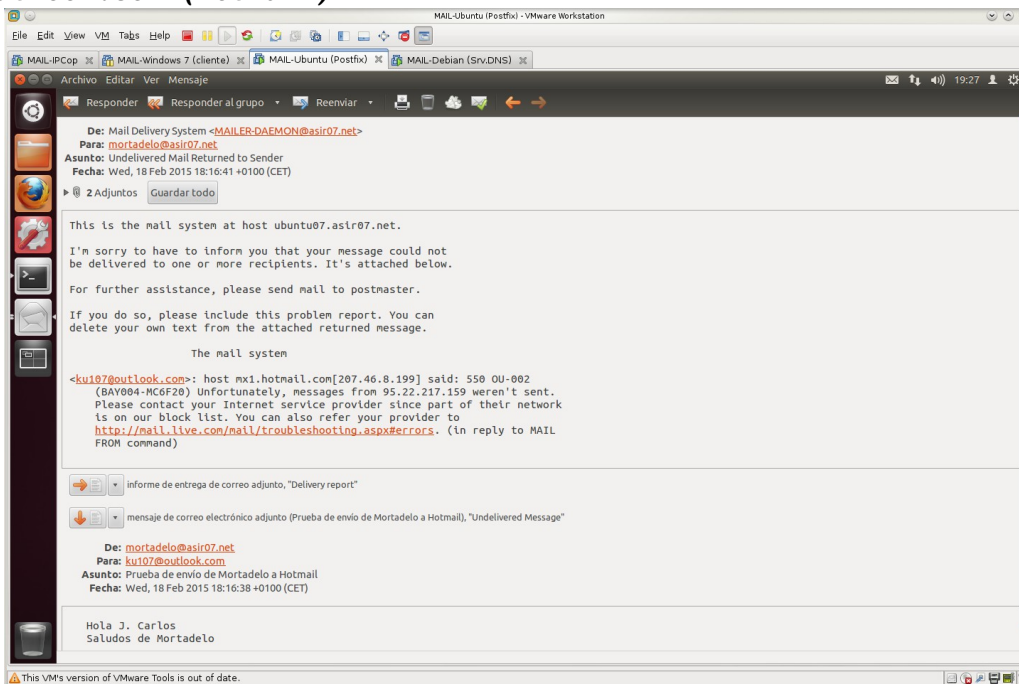 MAIL-Ubuntu (Postfix) - VMware Workstation
File Edit View VM Tabs Help
MAIL-IPCop MAIL-Windows 7 (cliente) MAIL-Ubuntu (Postfix) MAIL-Debian (Srv.DNS)
Archivo Editar Ver Mensaje 19:27
Responder Responder al grupo Reenviar
De: Mail Delivery System <MAILER-DAEMON@asir07.net>
Para: mortadelo@asir07.net
Asunto: Undelivered Mail Returned to Sender
Fecha: Wed, 18 Feb 2015 18:16:41 +0100 (CET)
2 Adjuntos Guardar todo
This is the mail system at host ubuntu07.asir07.net.
I'm sorry to have to inform you that your message could not
be delivered to one or more recipients. It's attached below.
For further assistance, please send mail to postmaster.
If you do so, please include this problem report. You can
delete your own text from the attached returned message.
The mail system
<ku107@outlook.com>: host mx1.hotmail.com[207.46.8.199] said: 550 OU-002
(BAY004-MC6F20) Unfortunately, messages from 95.22.217.159 weren't sent.
Please contact your Internet service provider since part of their network
is on our block list. You can also refer your provider to
http://mail.live.com/mail/troubleshooting.aspx#errors. (in reply to MAIL
FROM command)
informe de entrega de correo adjunto, "Delivery report"
mensaje de correo electrónico adjunto (Prueba de envio de Mortadelo a Hotmail), "Undelivered Message"
De: mortadelo@asir07.net
Para: ku107@outlook.com
Asunto: Prueba de envío de Mortadelo a Hotmail
Fecha: Wed, 18 Feb 2015 18:16:38 +0100 (CET)
Hola J. Carlos
Saludos de Mortadelo
This VM's version of VMware Tools is out of date.